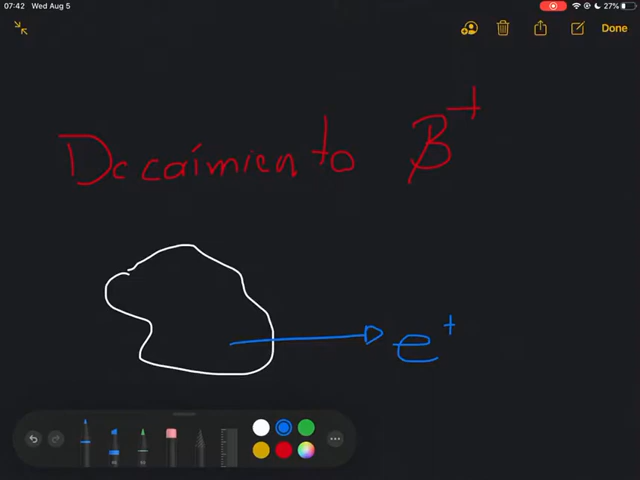 07:42 Wed Aug 5 27%
Done
Decaimiento β⁺
e⁺